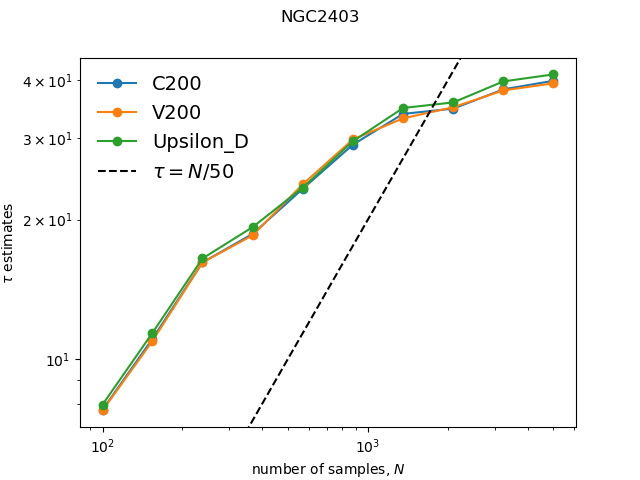 NGC2403
C200
V200
Upsilon_D
τ = N/50
4 × 10¹
3 × 10¹
2 × 10¹
10¹
τ estimates
10² 10³
number of samples, N